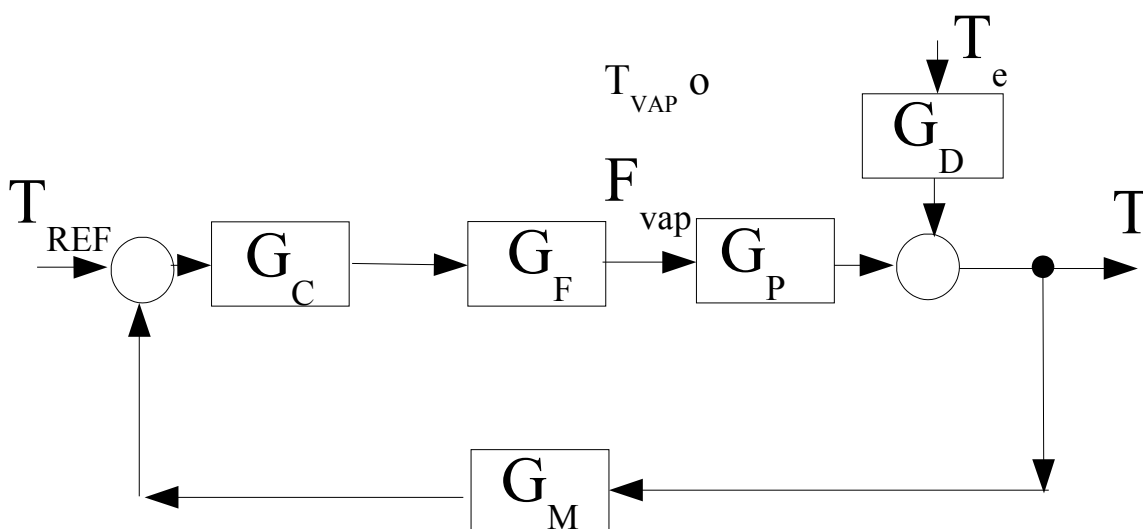 T_e
T_VAP o
G_D
T_REF
F_vap
T
G_C
G_F
G_P
G_M